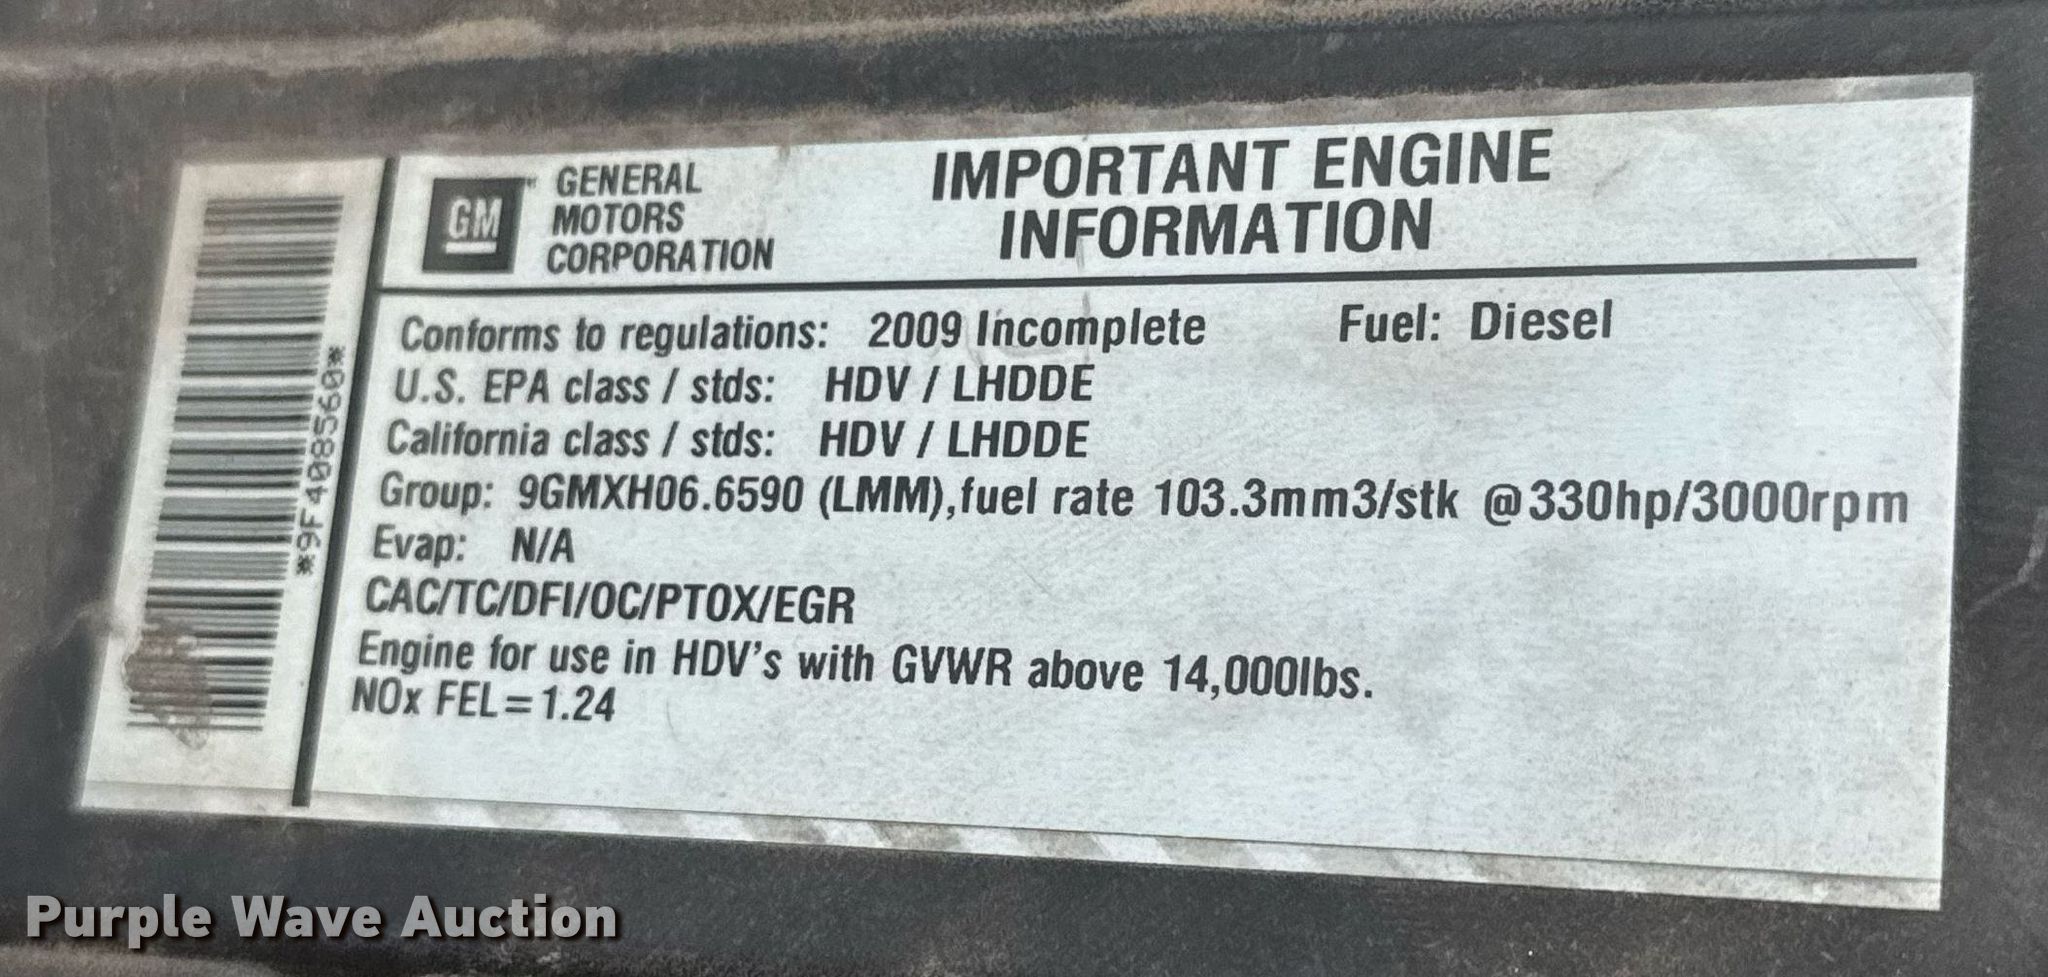 GM
GENERAL
MOTORS
CORPORATION
IMPORTANT ENGINE
INFORMATION
*9F4085560*
Conforms to regulations: 2009 Incomplete Fuel: Diesel
U.S. EPA class / stds: HDV / LHDDE
California class / stds: HDV / LHDDE
Group: 9GMXH06.6590 (LMM),fuel rate 103.3mm3/stk @330hp/3000rpm
Evap: N/A
CAC/TC/DFI/OC/PTOX/EGR
Engine for use in HDV's with GVWR above 14,000lbs.
NOx FEL=1.24
Purple Wave Auction